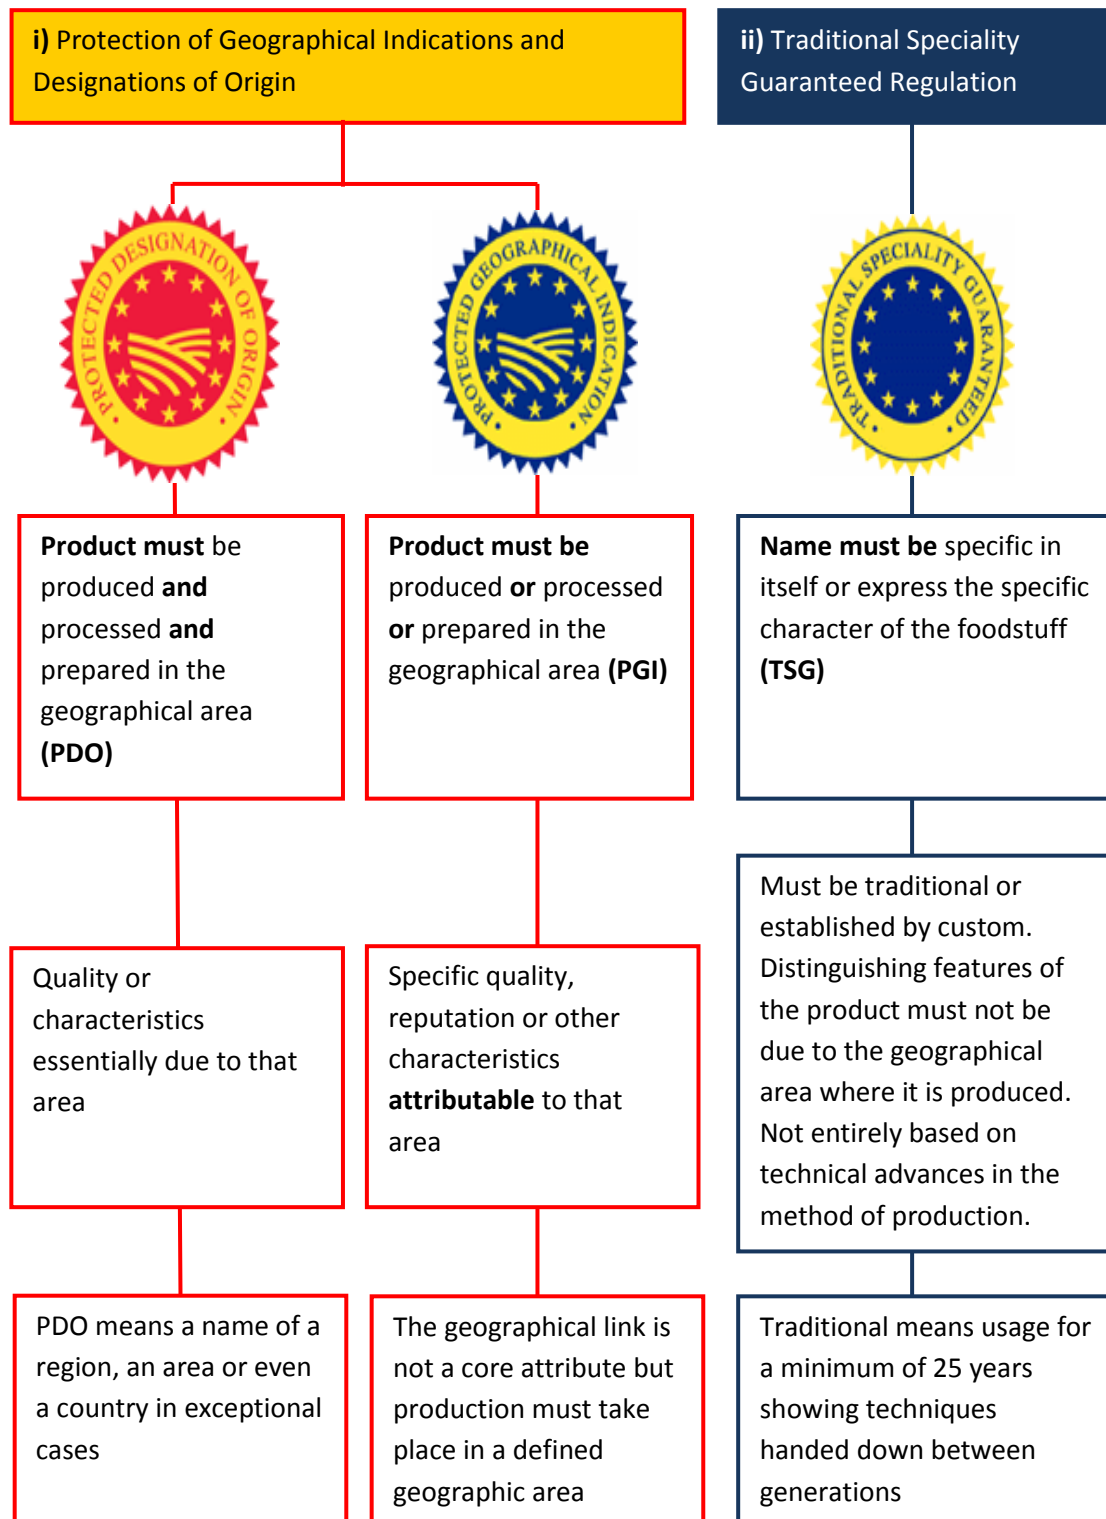 i) Protection of Geographical Indications and
Designations of Origin
ii) Traditional Speciality
Guaranteed Regulation
· PROTECTED DESIGNATION OF ORIGIN ·
· PROTECTED GEOGRAPHICAL INDICATION ·
· TRADITIONAL SPECIALITY GUARANTEED ·
Product must be
produced and
processed and
prepared in the
geographical area
(PDO)
Product must be
produced or processed
or prepared in the
geographical area (PGI)
Name must be specific in
itself or express the specific
character of the foodstuff
(TSG)
Quality or
characteristics
essentially due to that
area
Specific quality,
reputation or other
characteristics
attributable to that
area
Must be traditional or
established by custom.
Distinguishing features of
the product must not be
due to the geographical
area where it is produced.
Not entirely based on
technical advances in the
method of production.
PDO means a name of a
region, an area or even
a country in exceptional
cases
The geographical link is
not a core attribute but
production must take
place in a defined
geographic area
Traditional means usage for
a minimum of 25 years
showing techniques
handed down between
generations